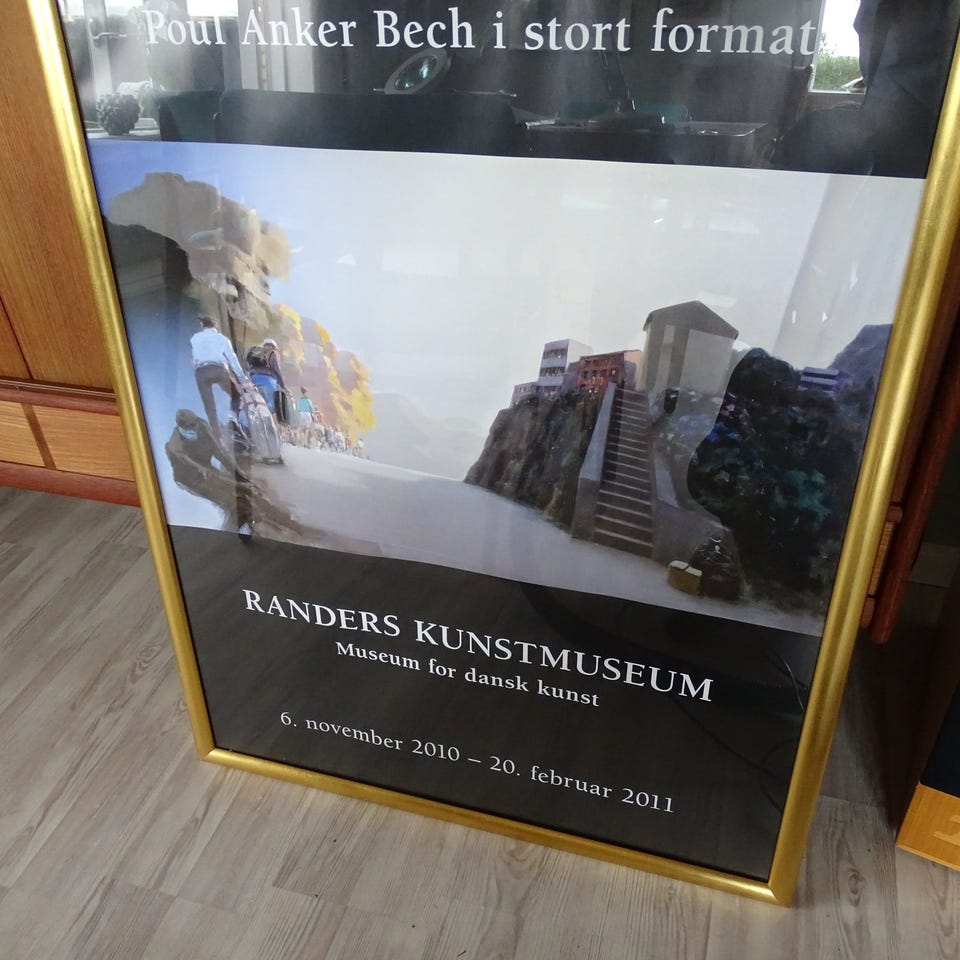 Poul Anker Bech i stort format
RANDERS KUNSTMUSEUM
Museum for dansk kunst
6. november 2010 – 20. februar 2011